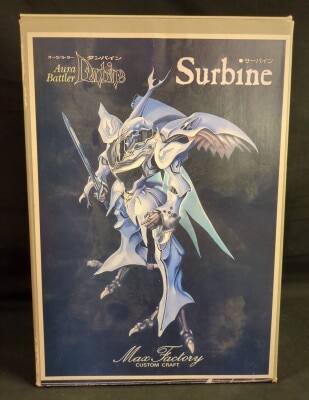 オーラバトラー ダンバイン
Aura
Battler Dunbine
●サーバイン
Surbine
Max Factory
CUSTOM CRAFT